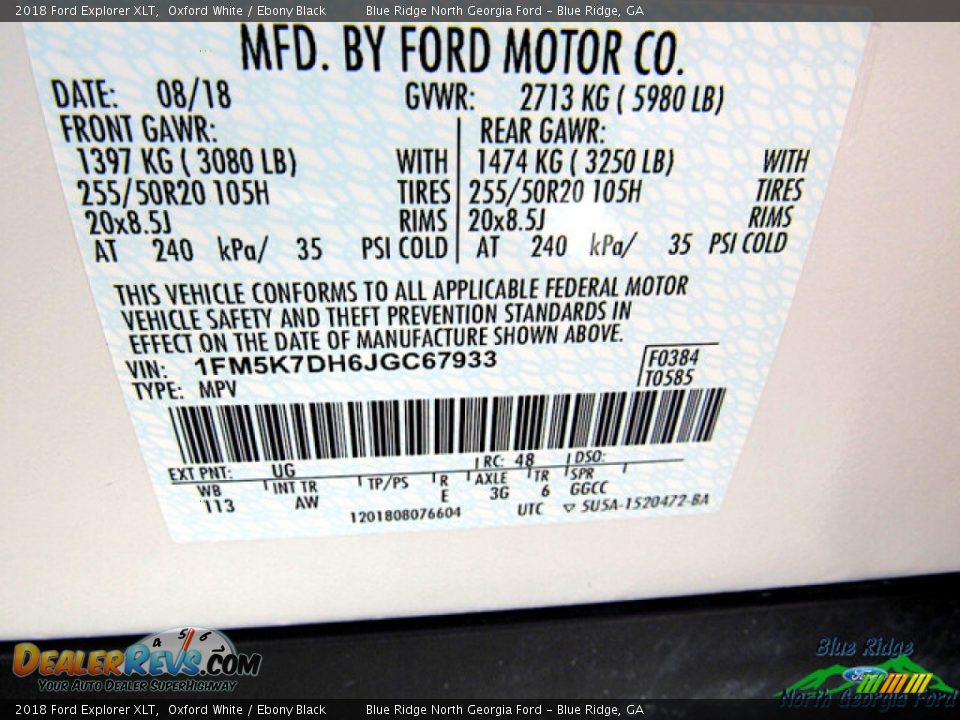 2018 Ford Explorer XLT, Oxford White / Ebony Black Blue Ridge North Georgia Ford - Blue Ridge, GA
MFD. BY FORD MOTOR CO.
DATE: 08/18 GVWR: 2713 KG ( 5980 LB)
FRONT GAWR: REAR GAWR:
1397 KG ( 3080 LB) WITH 1474 KG ( 3250 LB) WITH
255/50R20 105H TIRES 255/50R20 105H TIRES
20x8.5J RIMS 20x8.5J RIMS
AT 240 kPa/ 35 PSI COLD AT 240 kPa/ 35 PSI COLD
THIS VEHICLE CONFORMS TO ALL APPLICABLE FEDERAL MOTOR
VEHICLE SAFETY AND THEFT PREVENTION STANDARDS IN
EFFECT ON THE DATE OF MANUFACTURE SHOWN ABOVE.
VIN: 1FM5K7DH6JGC67933 F0384
TYPE: MPV T0585
EXT PNT: UG RC: 48 DSO:
WB INT TR TP/PS R AXLE TR SPR
113 AW E 3G 6 GGCC
1201808076604 UTC ▽ 5U5A-1520472-BA
4 5 6
DEALERREVS.COM
YOUR AUTO DEALER SUPERHIGHWAY
Blue Ridge
Ford
North Georgia Ford
2018 Ford Explorer XLT, Oxford White / Ebony Black Blue Ridge North Georgia Ford - Blue Ridge, GA